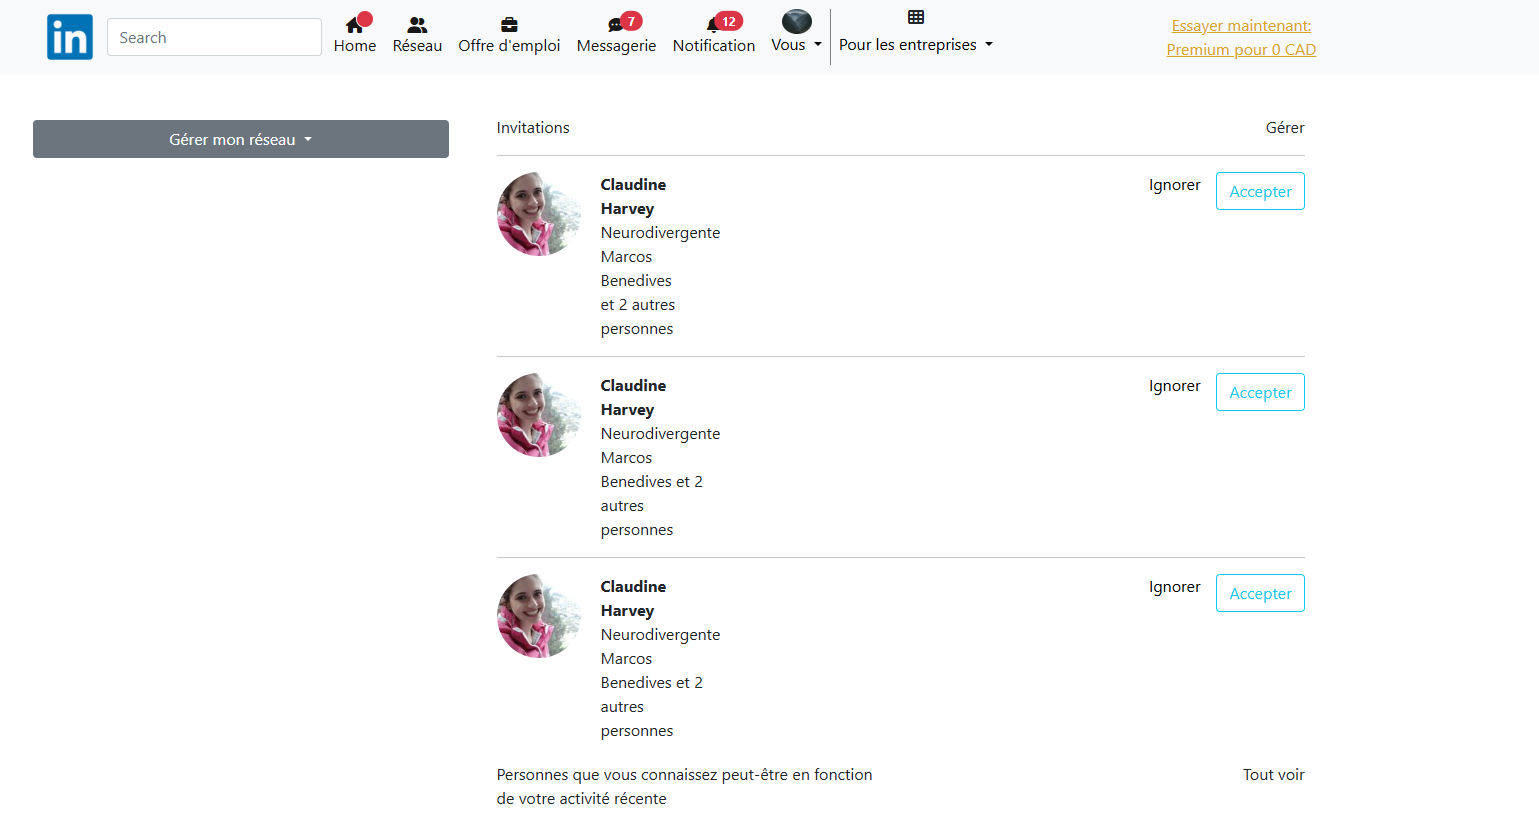 in
Search
Home
Réseau
Offre d'emploi
7
Messagerie
12
Notification
Vous
Pour les entreprises
Essayer maintenant:
Premium pour 0 CAD
Gérer mon réseau
Invitations
Gérer
Claudine
Harvey
Neurodivergente
Marcos
Benedives
et 2 autres
personnes
Ignorer
Accepter
Claudine
Harvey
Neurodivergente
Marcos
Benedives et 2
autres
personnes
Ignorer
Accepter
Claudine
Harvey
Neurodivergente
Marcos
Benedives et 2
autres
personnes
Ignorer
Accepter
Personnes que vous connaissez peut-être en fonction
de votre activité récente
Tout voir